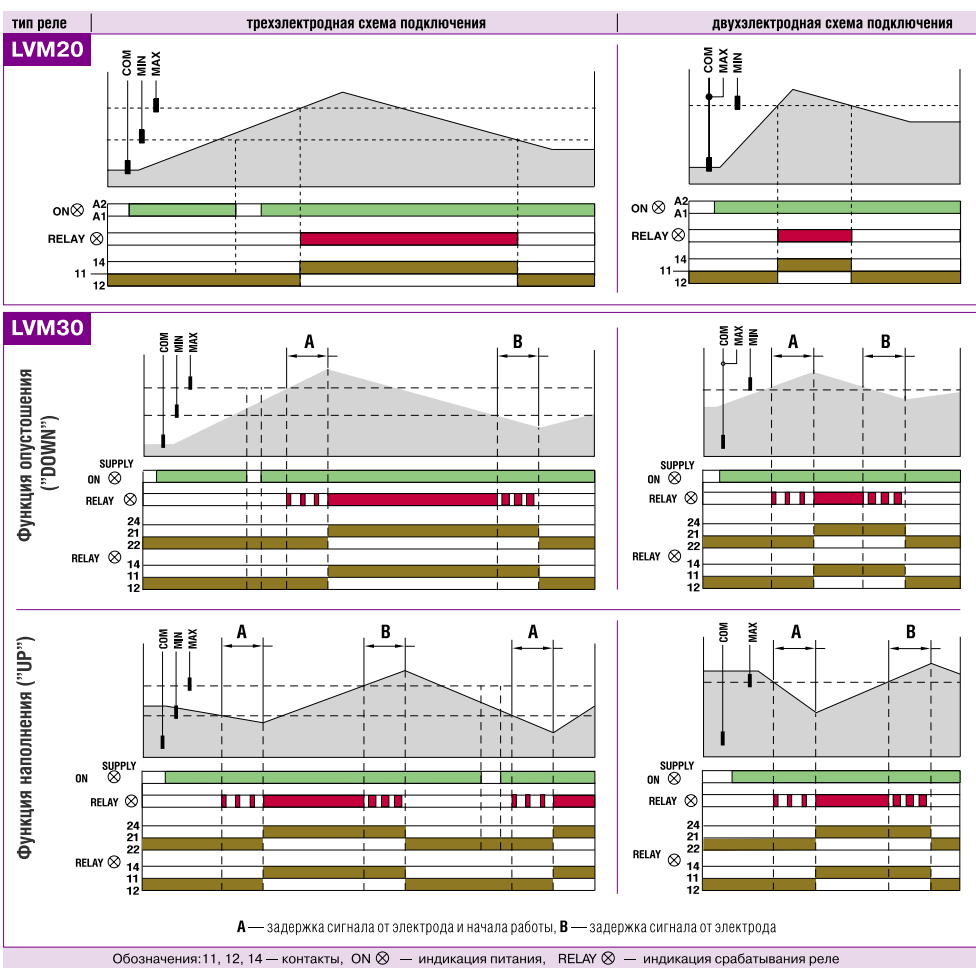 тип реле трехэлектродная схема подключения двухэлектродная схема подключения
LVM20
COM MIN MAX
COM MAX MIN
ON A2 A1
RELAY
14
11
12
ON A2 A1
RELAY
14
11
12
LVM30
Функция опустошения ("DOWN")
COM MIN MAX A B
SUPPLY
ON
RELAY
24
21
22
RELAY
14
11
12
COM MAX MIN A B
SUPPLY
ON
RELAY
24
21
22
RELAY
14
11
12
Функция наполнения ("UP")
COM MIN MAX A B A
SUPPLY
ON
RELAY
24
21
22
RELAY
14
11
12
COM MAX A B
SUPPLY
ON
RELAY
24
21
22
RELAY
14
11
12
A — задержка сигнала от электрода и начала работы, B — задержка сигнала от электрода
Обозначения: 11, 12, 14 — контакты, ON ⊗ — индикация питания, RELAY ⊗ — индикация срабатывания реле